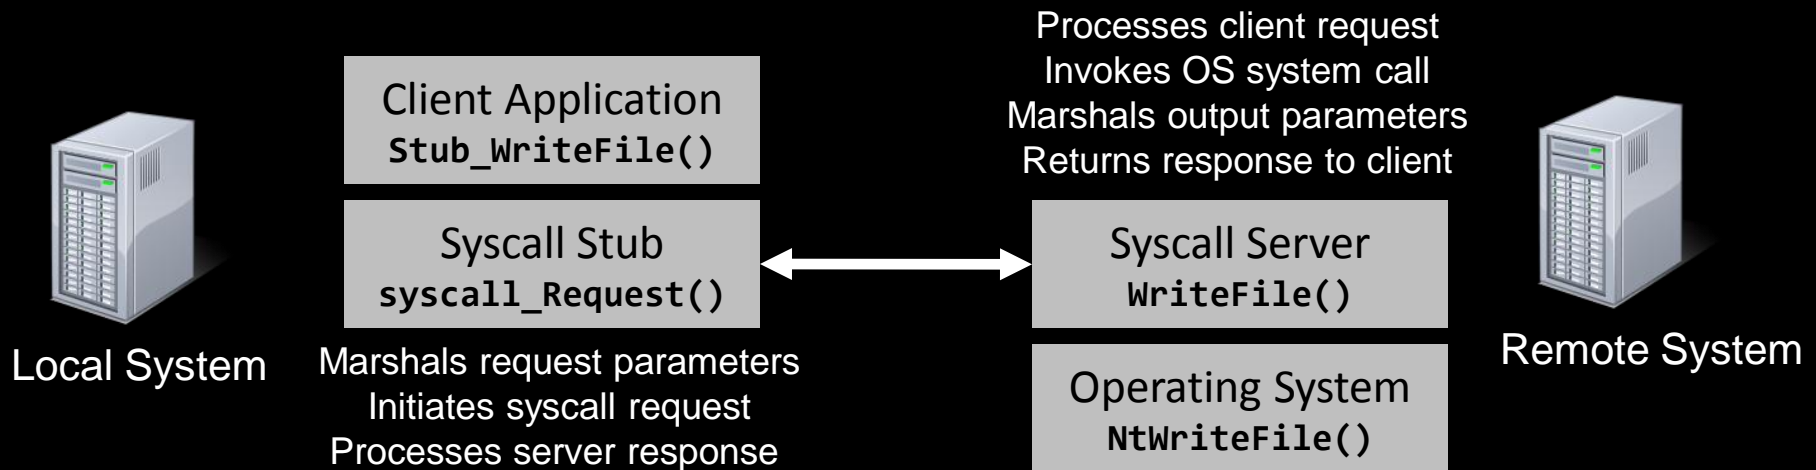 Local System
Client Application
Stub_WriteFile()
Syscall Stub
syscall_Request()
Marshals request parameters
Initiates syscall request
Processes server response
Processes client request
Invokes OS system call
Marshals output parameters
Returns response to client
Syscall Server
WriteFile()
Operating System
NtWriteFile()
Remote System